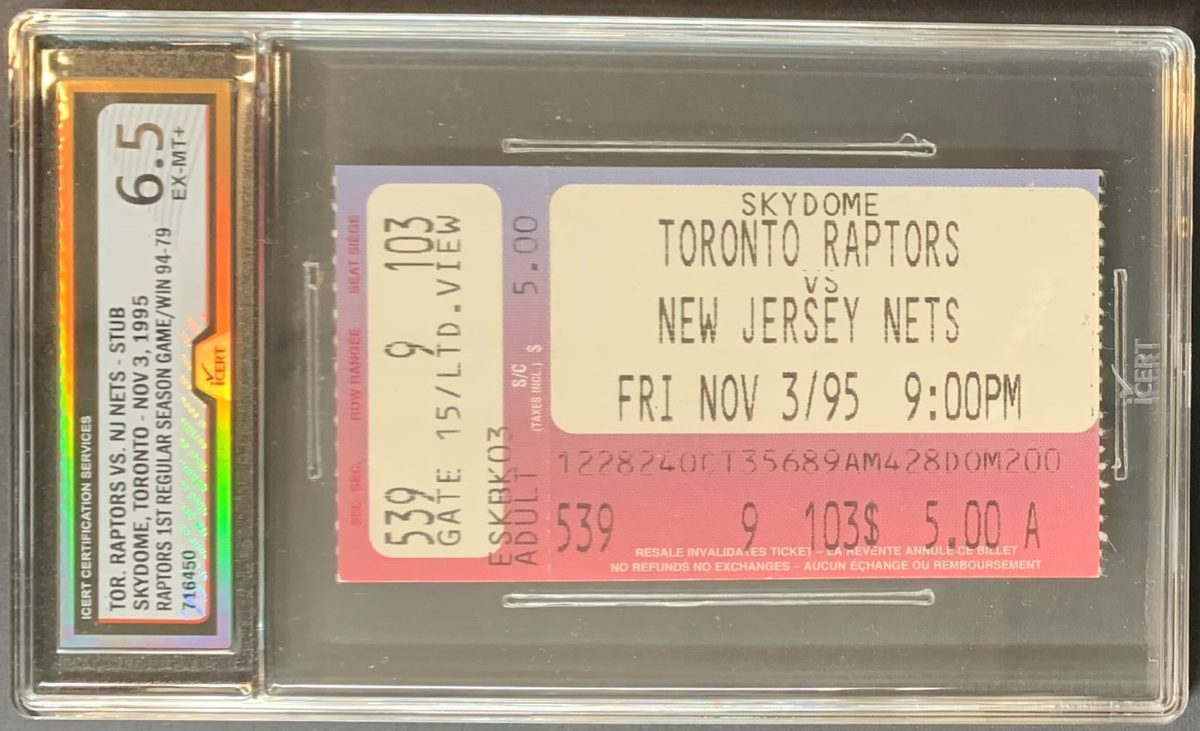 ICERT CERTIFICATION SERVICES
TOR. RAPTORS VS. NJ NETS - STUB
SKYDOME, TORONTO - NOV 3, 1995
RAPTORS 1ST REGULAR SEASON GAME/WIN 94-79
716450
6.5
EX-MT+
iCERT
SEC. SEC. ROW RANGÉE SEAT SIÈGE
539 9 103
GATE 15/LTD.VIEW
ESKBK03
ADULT 5.00
S/C $
(TAXES INCL.)
SKYDOME
TORONTO RAPTORS
VS
NEW JERSEY NETS
FRI NOV 3/95 9:00PM
1228240CT35689AM428DOM200
539 9 103$ 5.00 A
RESALE INVALIDATES TICKET – LA REVENTE ANNULE CE BILLET
NO REFUNDS NO EXCHANGES – AUCUN ÉCHANGE OU REMBOURSEMENT
iCERT